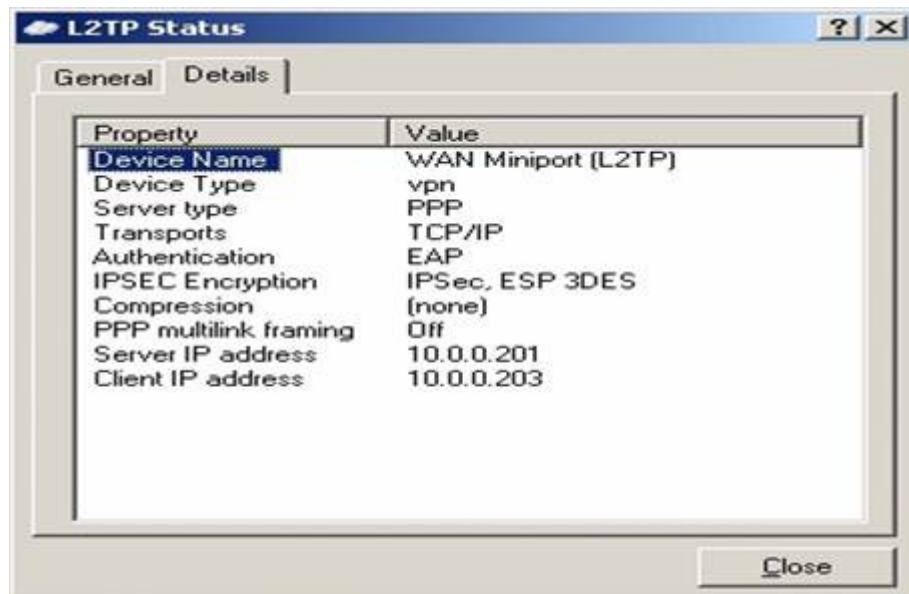 L2TP Status
General Details
Property Value
Device Name WAN Miniport (L2TP)
Device Type vpn
Server type PPP
Transports TCP/IP
Authentication EAP
IPSEC Encryption IPSec, ESP 3DES
Compression (none)
PPP multilink framing Off
Server IP address 10.0.0.201
Client IP address 10.0.0.203
Close